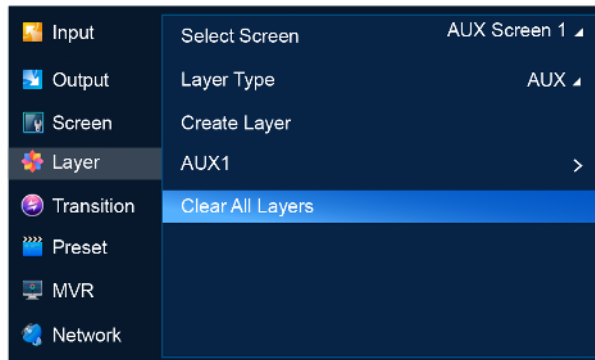 Input
Output
Screen
Layer
Transition
Preset
MVR
Network
Select Screen AUX Screen 1
Layer Type AUX
Create Layer
AUX1 >
Clear All Layers